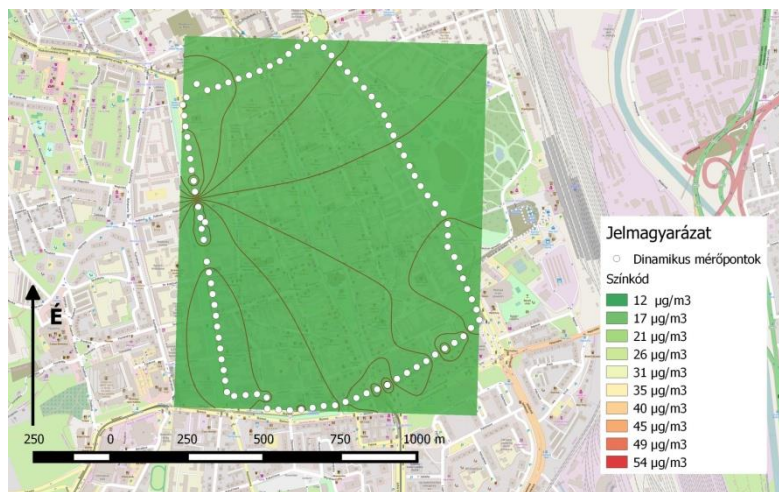 Jelmagyarázat
Dinamikus mérőpontok
Színkód
12 µg/m3
17 µg/m3
21 µg/m3
26 µg/m3
31 µg/m3
35 µg/m3
40 µg/m3
45 µg/m3
49 µg/m3
54 µg/m3
É
250 0 250 500 750 1000 m